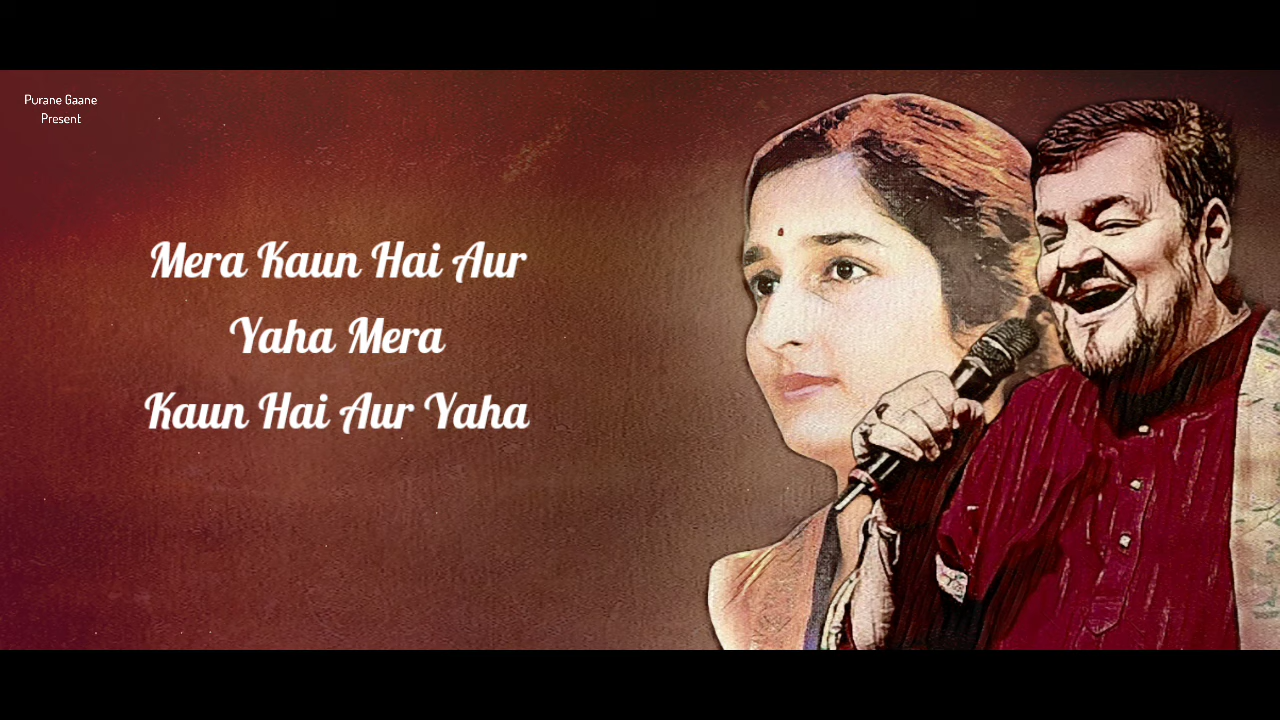 Purane Gaane
Present
Mera Kaun Hai Aur
Yaha Mera
Kaun Hai Aur Yaha